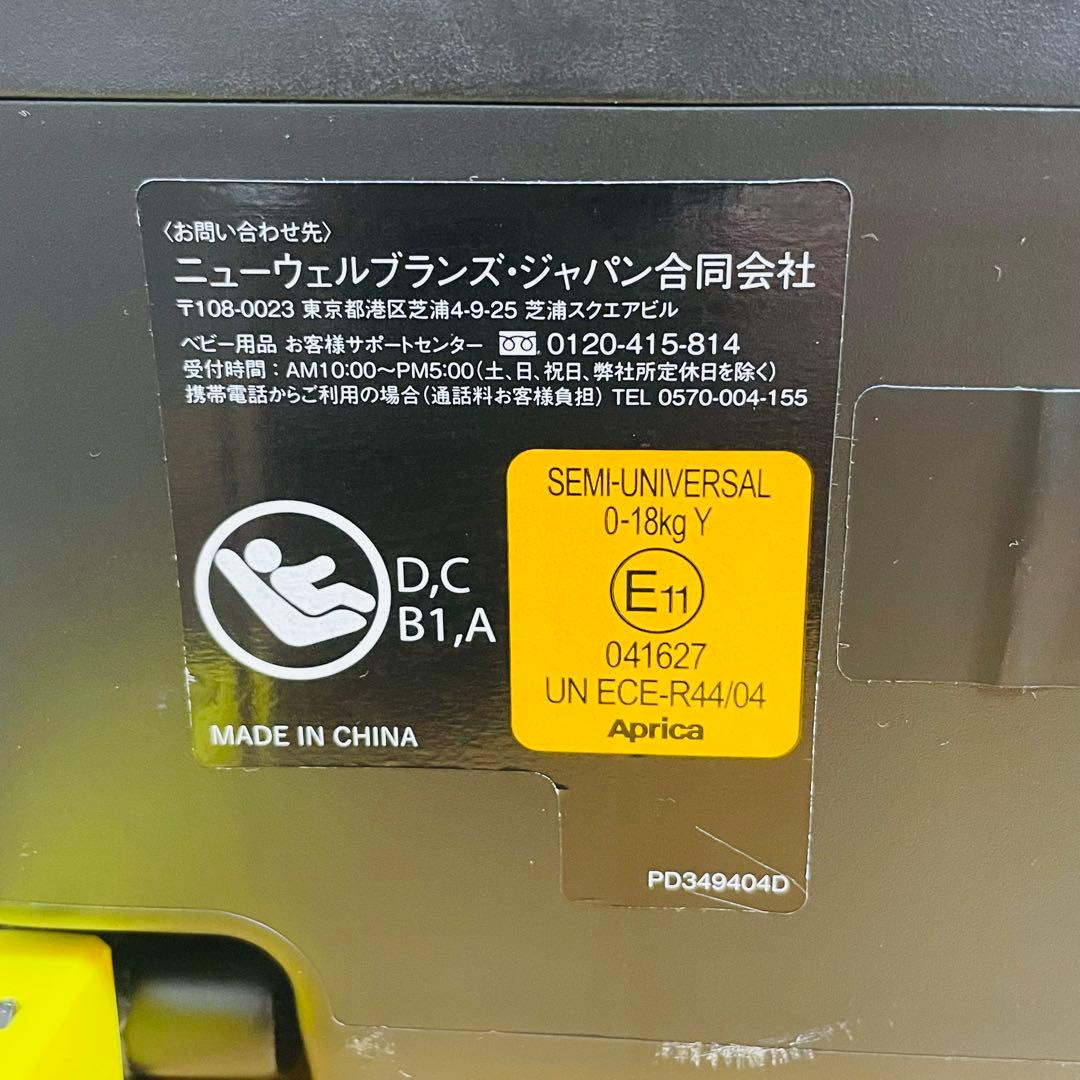 〈お問い合わせ先〉
ニューウェルブランズ・ジャパン合同会社
〒108-0023 東京都港区芝浦4-9-25 芝浦スクエアビル
ベビー用品 お客様サポートセンター 0120-415-814
受付時間：AM10:00〜PM5:00（土、日、祝日、弊社所定休日を除く）
携帯電話からご利用の場合（通話料お客様負担） TEL 0570-004-155
SEMI-UNIVERSAL
0-18kg Y
E11
041627
UN ECE-R44/04
Aprica
D,C
B1,A
MADE IN CHINA
PD349404D